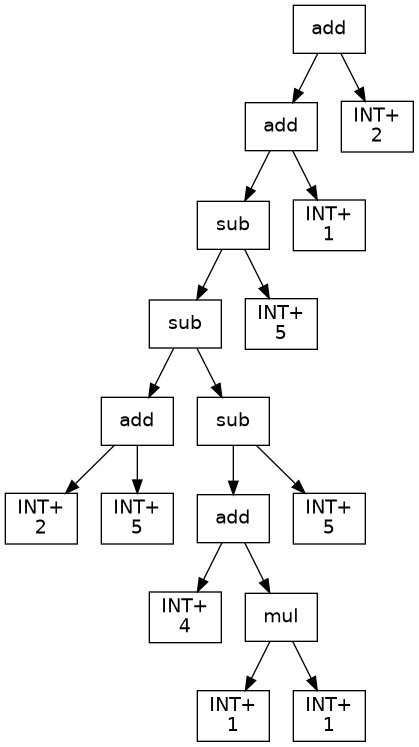 add
add
INT+
2
sub
INT+
1
sub
INT+
5
add
sub
INT+
2
INT+
5
add
INT+
5
INT+
4
mul
INT+
1
INT+
1